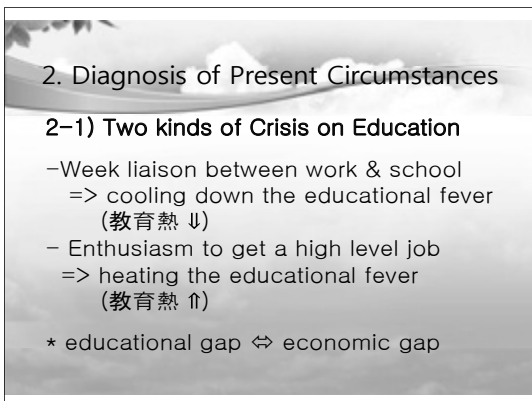 2. Diagnosis of Present Circumstances
2-1) Two kinds of Crisis on Education
-Week liaison between work & school
=> cooling down the educational fever
(教育熱 ⇓)
- Enthusiasm to get a high level job
=> heating the educational fever
(教育熱 ⇑)
* educational gap ⇔ economic gap